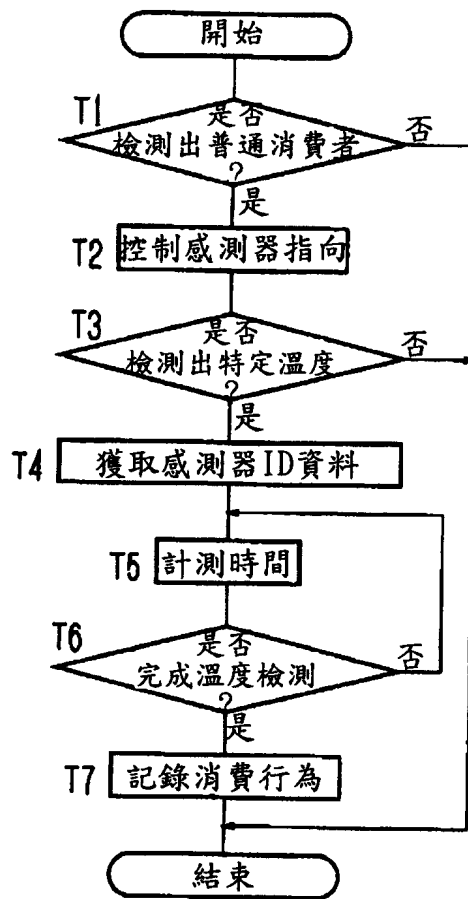 開始
T1
是否
檢測出普通消費者
?
否
是
T2
控制感測器指向
T3
是否
檢測出特定溫度
?
否
是
T4
獲取感測器ID資料
T5
計測時間
T6
是否
完成溫度檢測
?
否
是
T7
記錄消費行為
結束